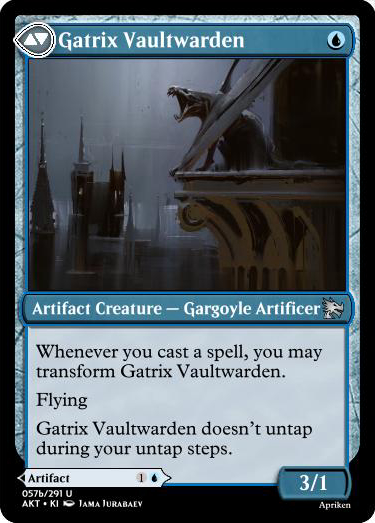 Gatrix Vaultwarden
Artifact Creature — Gargoyle Artificer
Whenever you cast a spell, you may
transform Gatrix Vaultwarden.
Flying
Gatrix Vaultwarden doesn't untap
during your untap steps.
Artifact 1
3/1
057b/291 U
AKT • KI Jama Jurabaev
Apriken